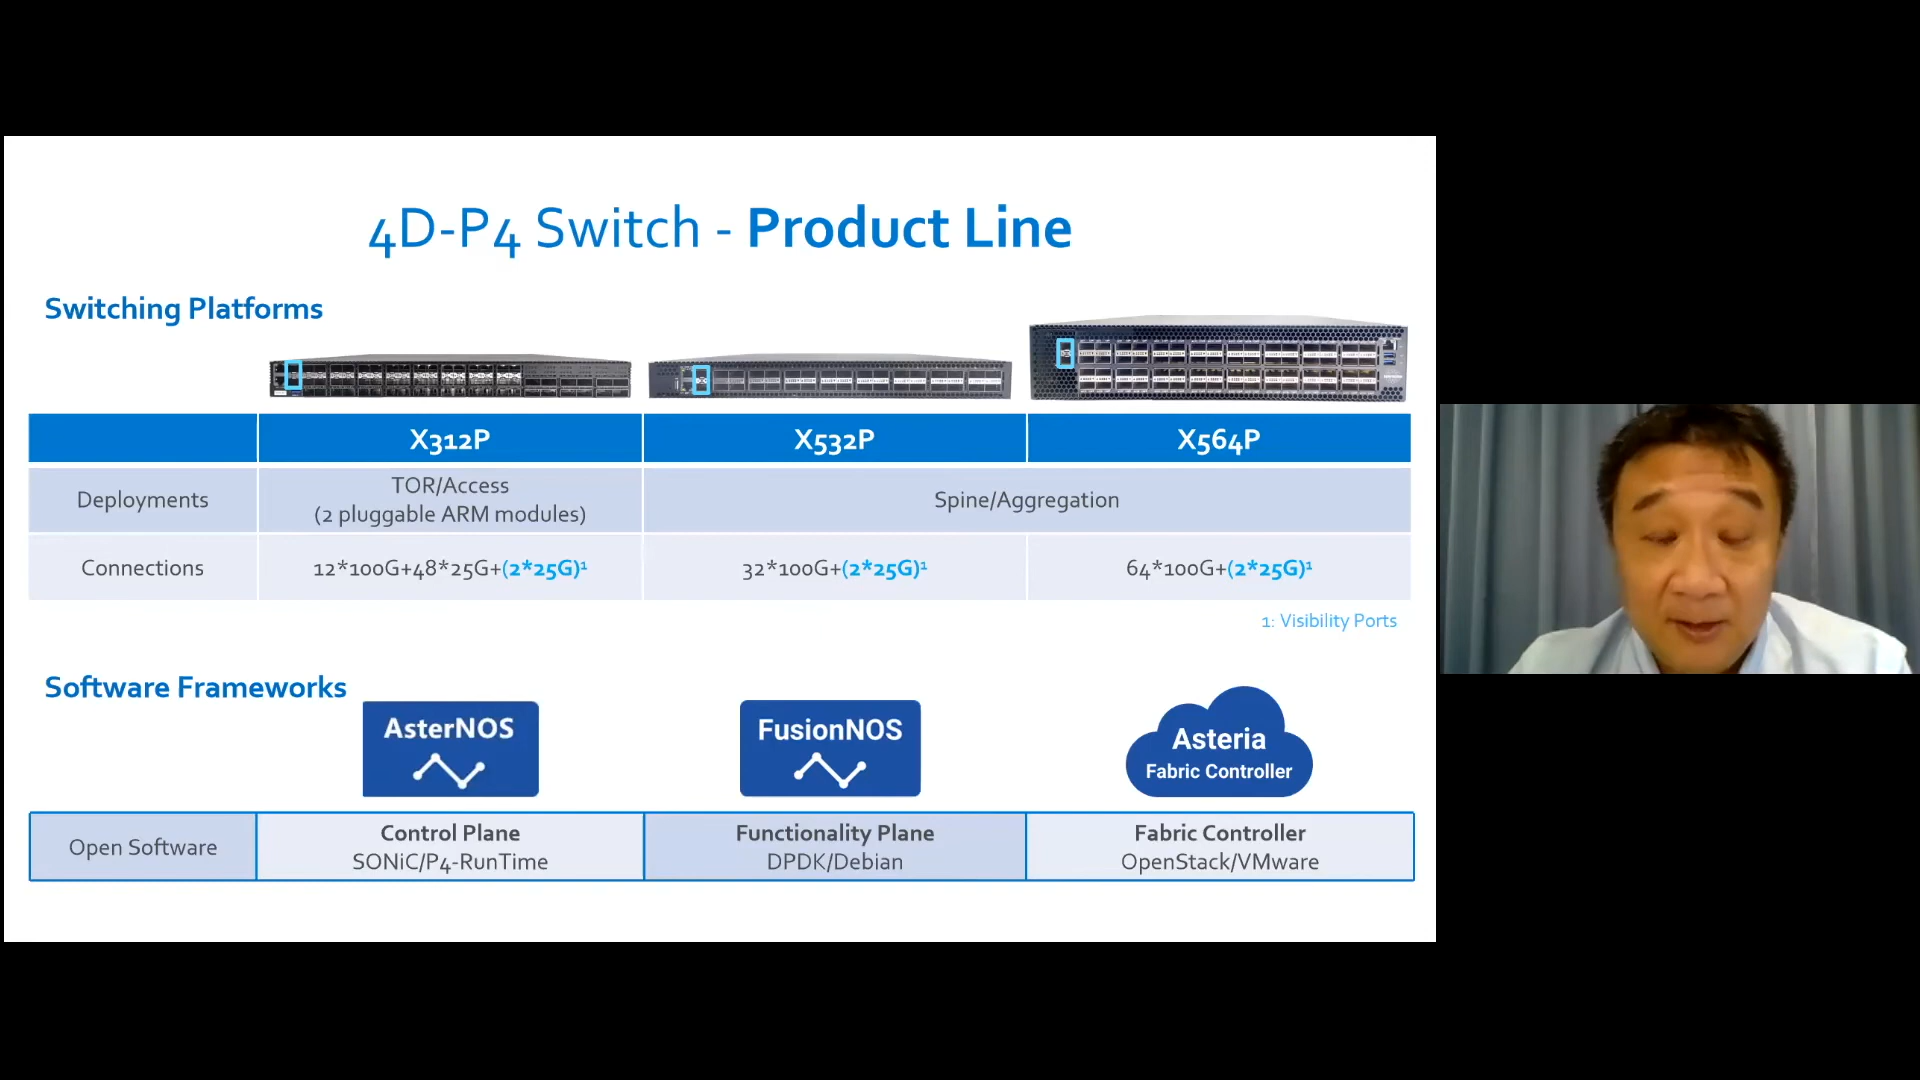 4D-P4 Switch - Product Line
Switching Platforms
X312P X532P X564P
Deployments
TOR/Access
(2 pluggable ARM modules)
Spine/Aggregation
Connections
12*100G+48*25G+(2*25G)¹
32*100G+(2*25G)¹
64*100G+(2*25G)¹
1: Visibility Ports
Software Frameworks
AsterNOS
FusionNOS
Asteria
Fabric Controller
Open Software
Control Plane
SONiC/P4-RunTime
Functionality Plane
DPDK/Debian
Fabric Controller
OpenStack/VMware